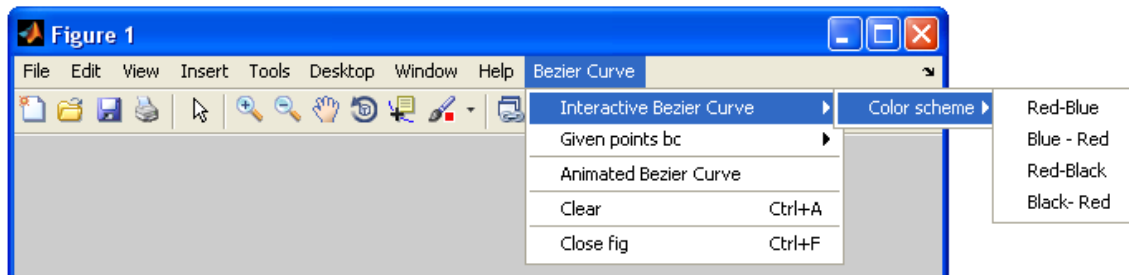 Figure 1
File Edit View Insert Tools Desktop Window Help Bezier Curve
Interactive Bezier Curve Color scheme Red-Blue
Given points bc Blue - Red
Animated Bezier Curve Red-Black
Clear Ctrl+A Black- Red
Close fig Ctrl+F